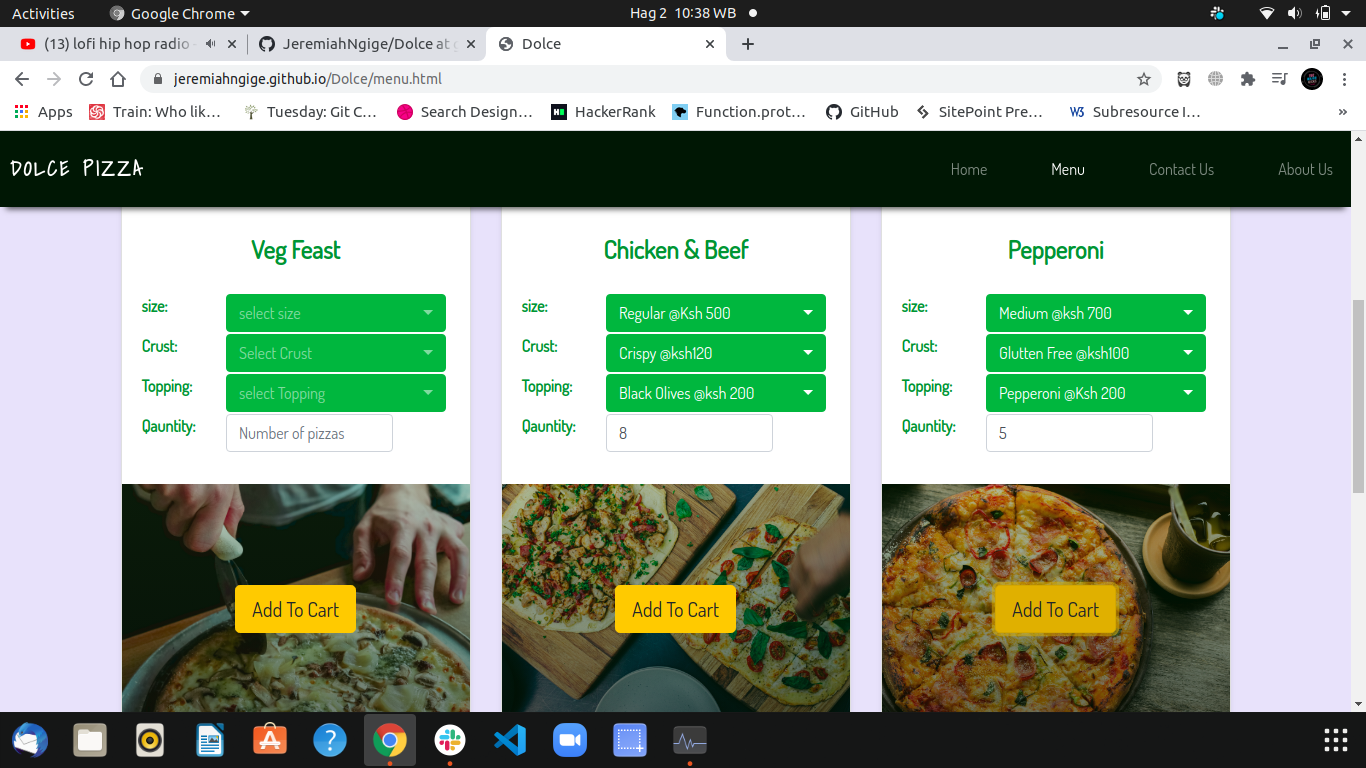 Activities Google Chrome Hag 2 10:38 WB
(13) lofi hip hop radio JeremiahNgige/Dolce at g Dolce
jeremiahngige.github.io/Dolce/menu.html
Apps Train: Who lik… Tuesday: Git C… Search Design… HackerRank Function.prot… GitHub SitePoint Pre… W3 Subresource I… »
DOLCE PIZZA Home Menu Contact Us About Us
Veg Feast Chicken & Beef Pepperoni
size: select size size: Regular @Ksh 500 size: Medium @ksh 700
Crust: Select Crust Crust: Crispy @ksh120 Crust: Glutten Free @ksh100
Topping: select Topping Topping: Black Olives @ksh 200 Topping: Pepperoni @Ksh 200
Qauntity: Number of pizzas Qauntity: 8 Qauntity: 5
Add To Cart Add To Cart Add To Cart